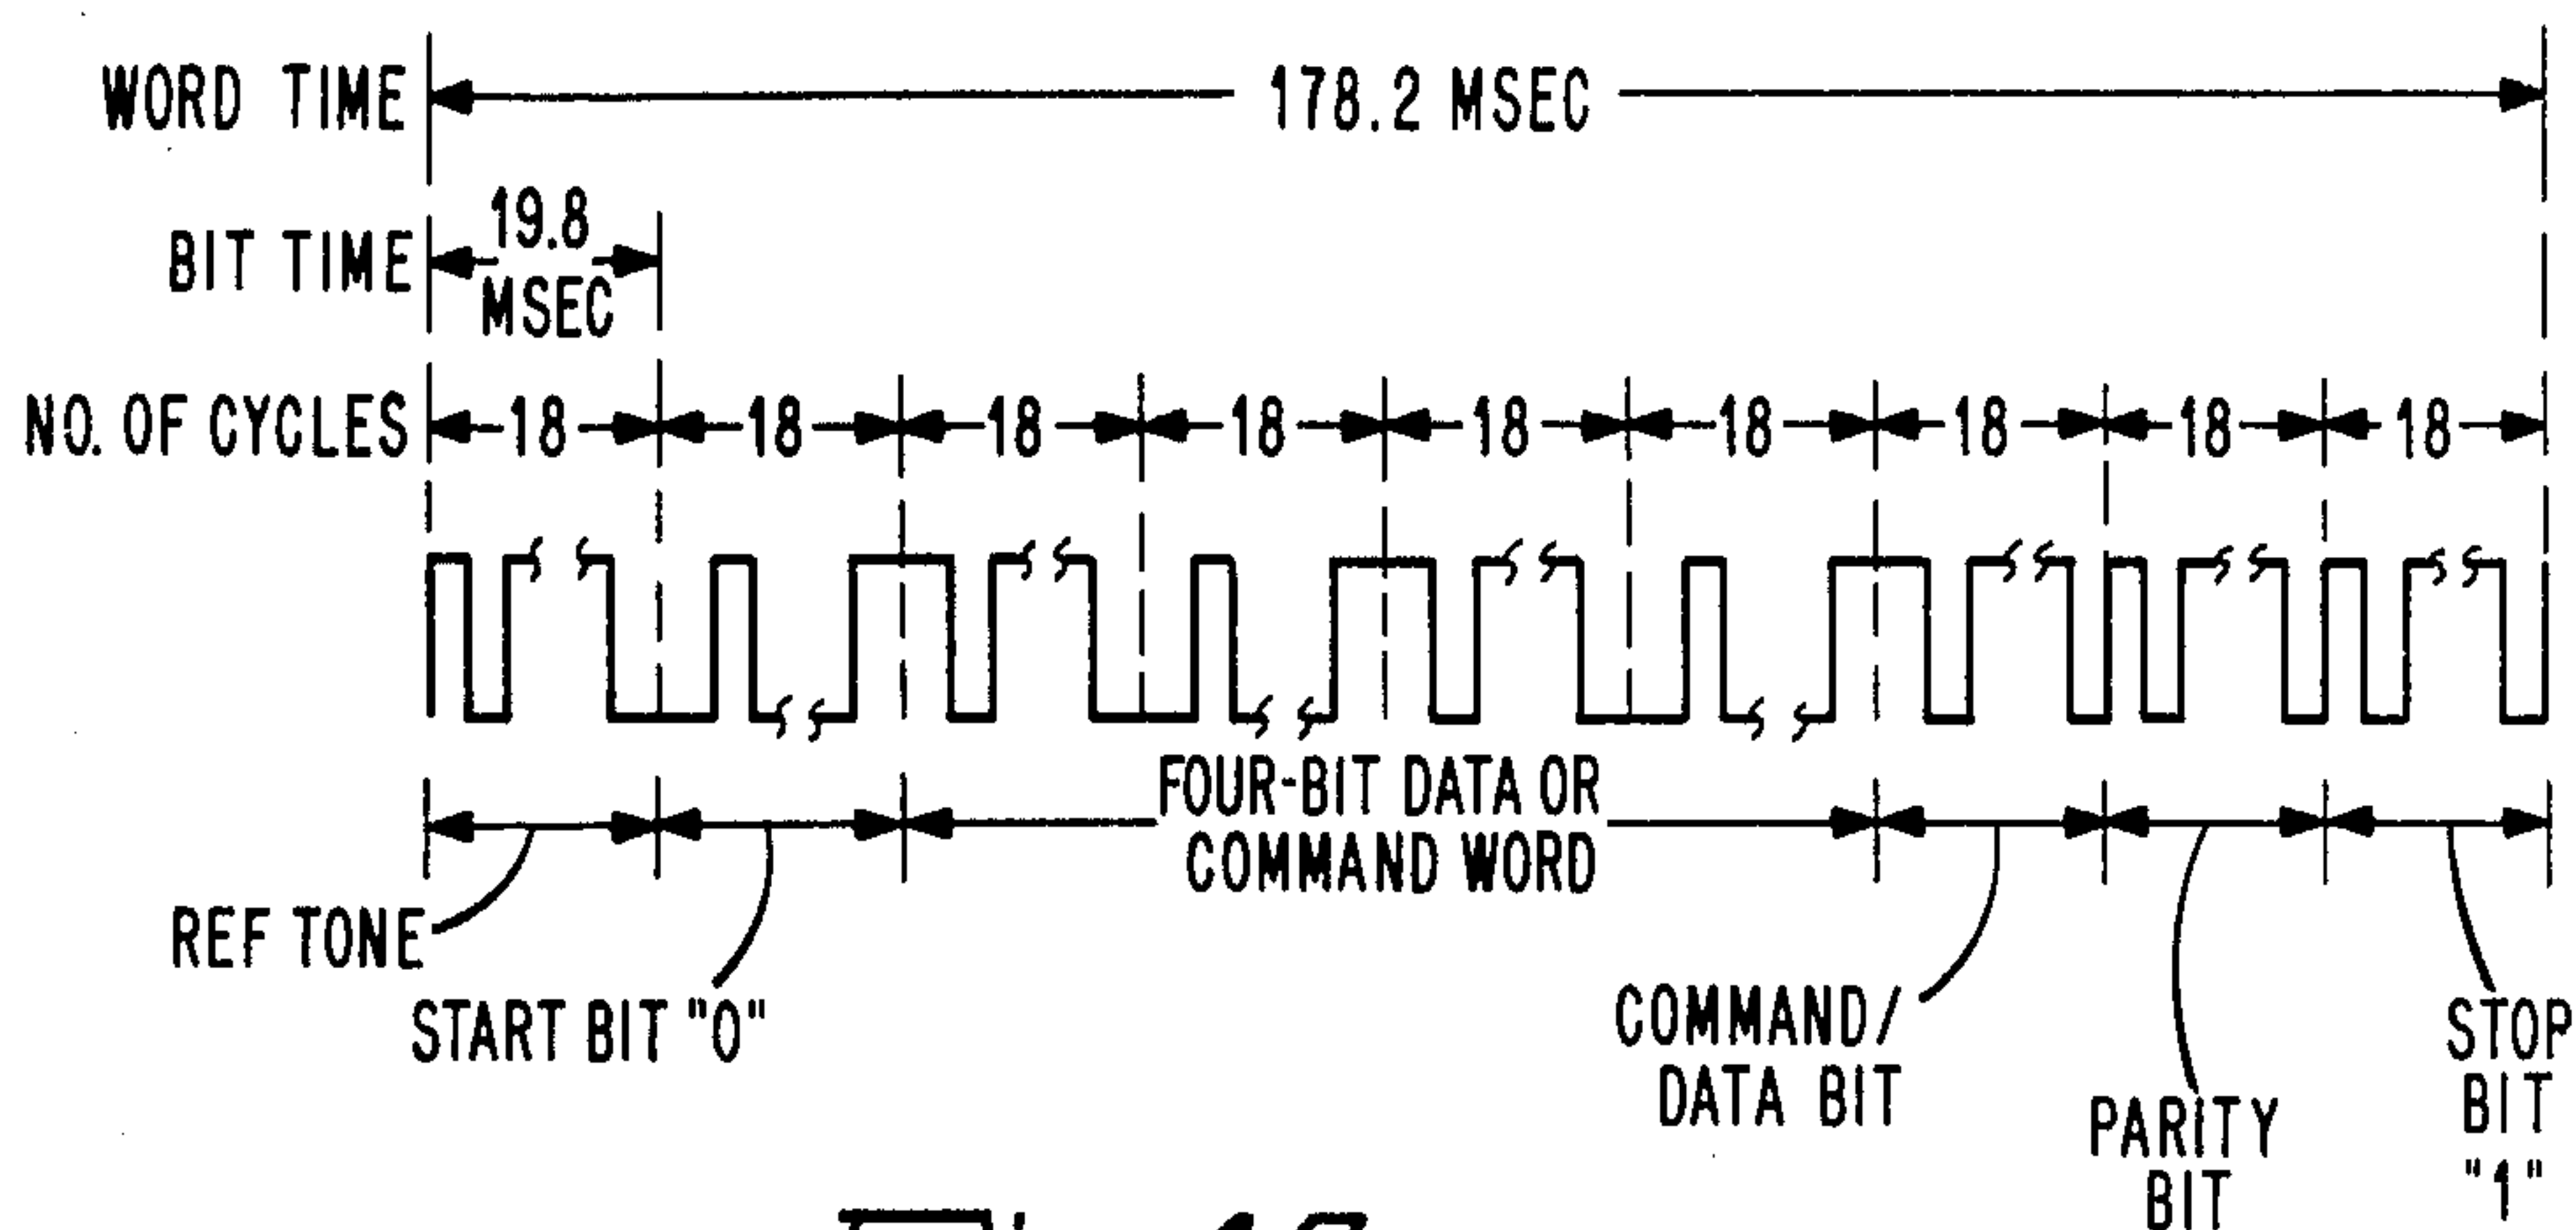 WORD TIME 178.2 MSEC
BIT TIME 19.8 MSEC
NO. OF CYCLES 18 18 18 18 18 18 18 18 18
FOUR-BIT DATA OR
COMMAND WORD
REF TONE
START BIT "0"
COMMAND/
DATA BIT
PARITY
BIT
STOP
BIT
"1"